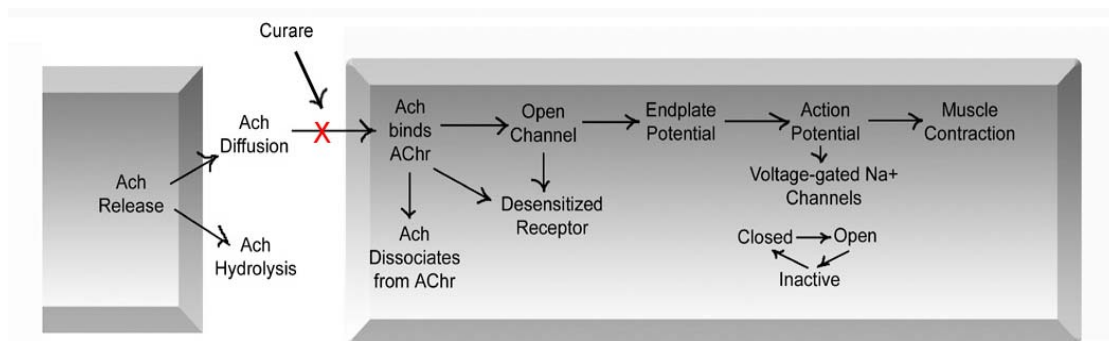 Curare
Ach
Diffusion
X
Ach
Release
Ach
Hydrolysis
Ach
binds
AChr
Open
Channel
Endplate
Potential
Action
Potential
Muscle
Contraction
Voltage-gated Na+
Channels
Desensitized
Receptor
Ach
Dissociates
from AChr
Closed Open
Inactive